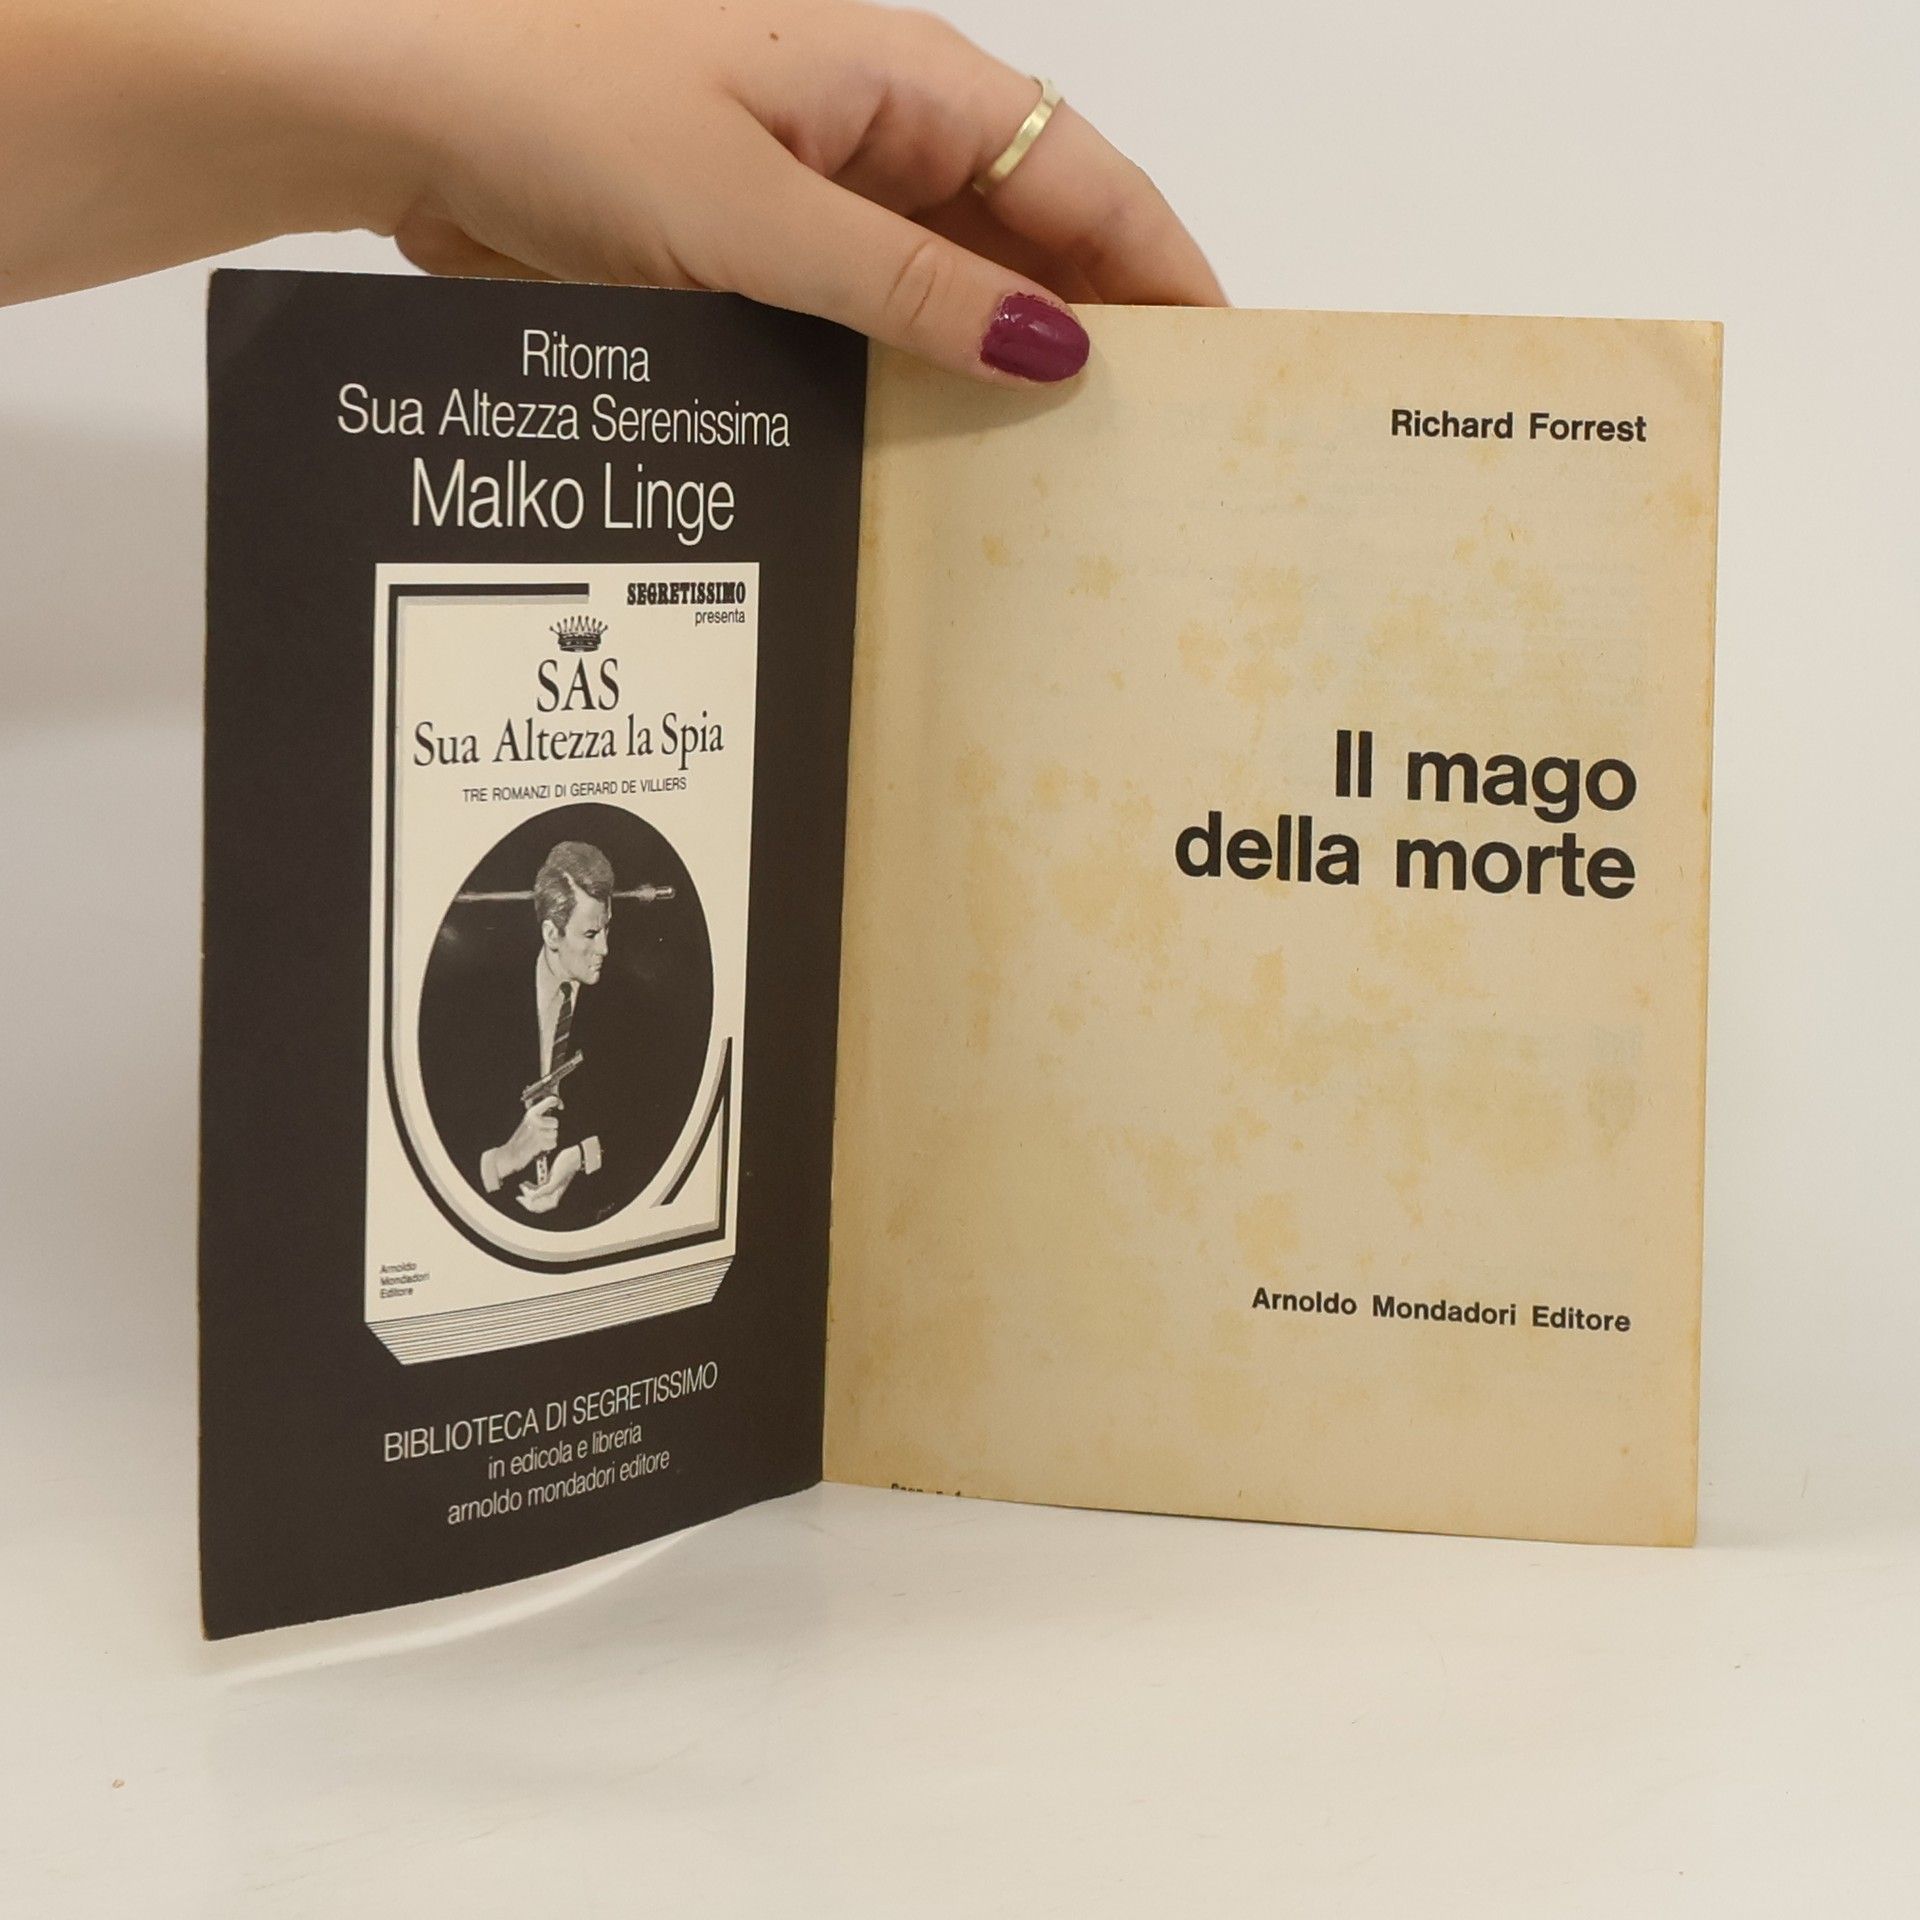 Ritorna
Sua Altezza Serenissima
Malko Linge
SEGRETISSIMO
presenta
SAS
Sua Altezza la Spia
TRE ROMANZI DI GERARD DE VILLIERS
Arnoldo
Mondadori
Editore
BIBLIOTECA DI SEGRETISSIMO
in edicola e libreria
arnoldo mondadori editore
Richard Forrest
Il mago
della morte
Arnoldo Mondadori Editore